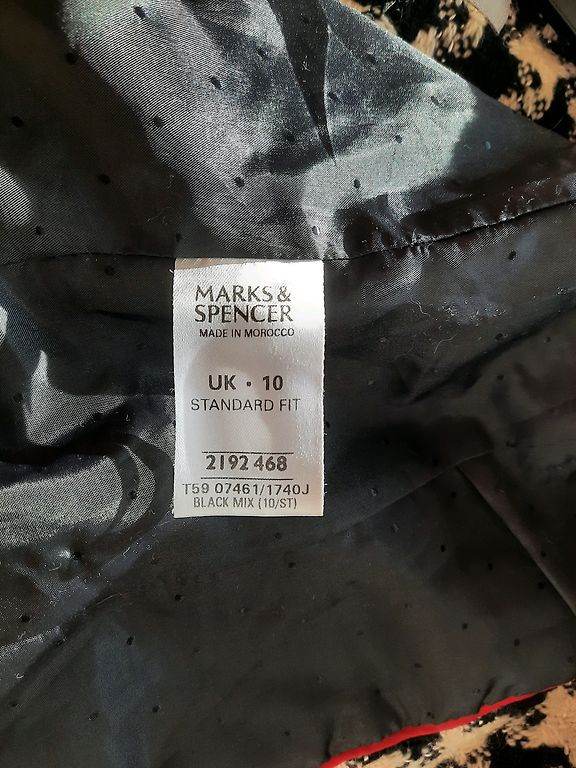 MARKS &
SPENCER
MADE IN MOROCCO
UK • 10
STANDARD FIT
2192 468
T59 07461/1740J
BLACK MIX (10/ST)